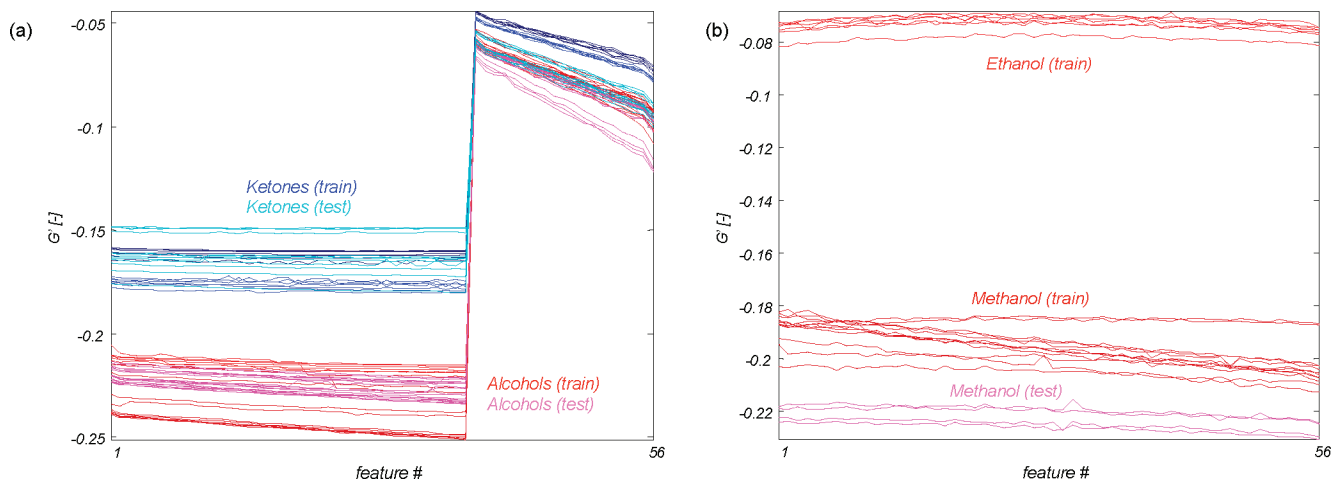 (a)
-0.05
-0.1
-0.15
-0.2
-0.25
G' [-]
Ketones (train)
Ketones (test)
Alcohols (train)
Alcohols (test)
1
56
feature #
(b)
-0.08
-0.1
-0.12
-0.14
-0.16
-0.18
-0.2
-0.22
G' [-]
Ethanol (train)
Methanol (train)
Methanol (test)
1
56
feature #